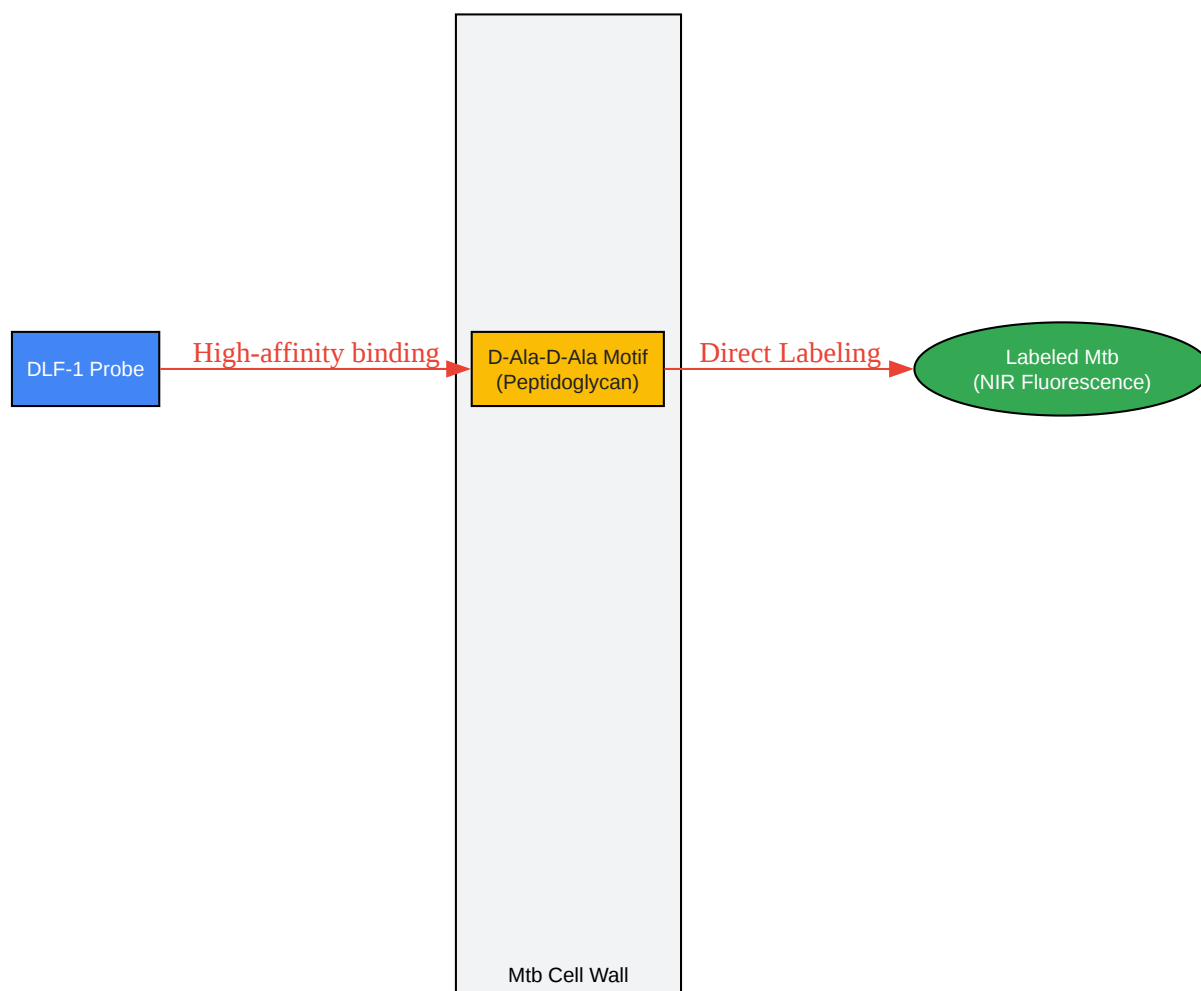 DLF-1 Probe
High-affinity binding
D-Ala-D-Ala Motif
(Peptidoglycan)
Direct Labeling
Labeled Mtb
(NIR Fluorescence)
Mtb Cell Wall